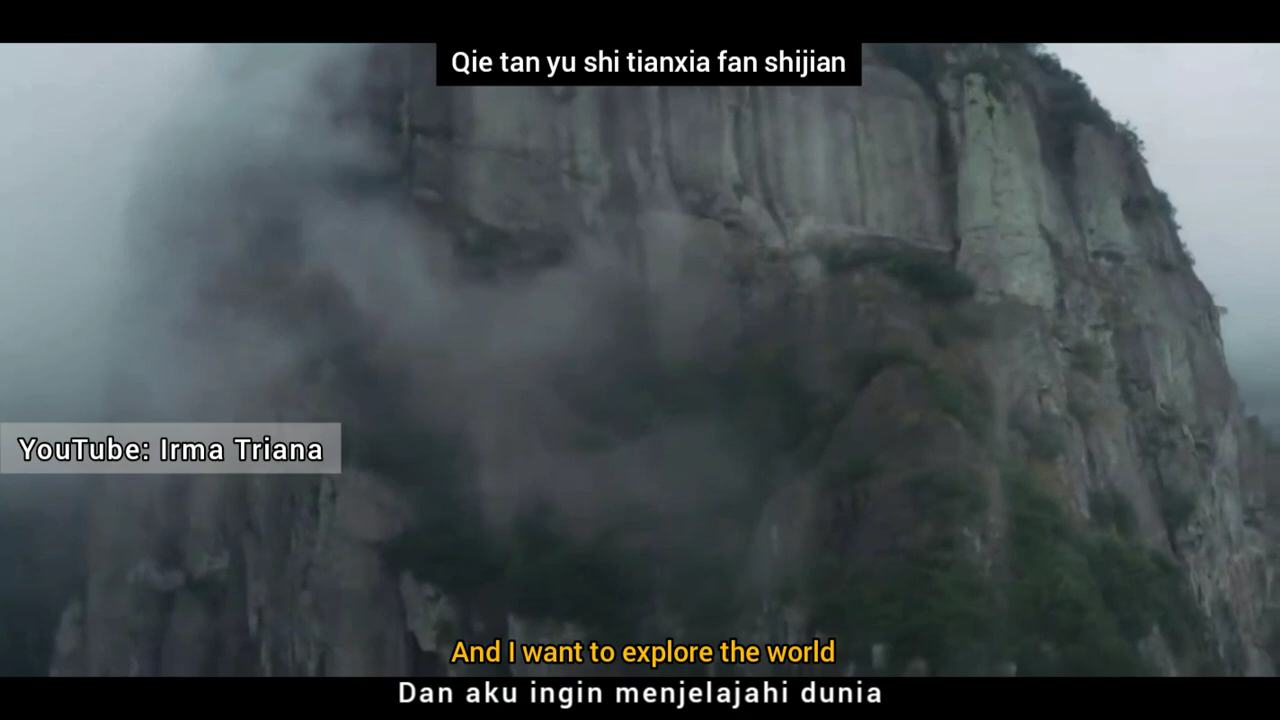 Qie tan yu shi tianxia fan shijian
YouTube: Irma Triana
And I want to explore the world
Dan aku ingin menjelajahi dunia